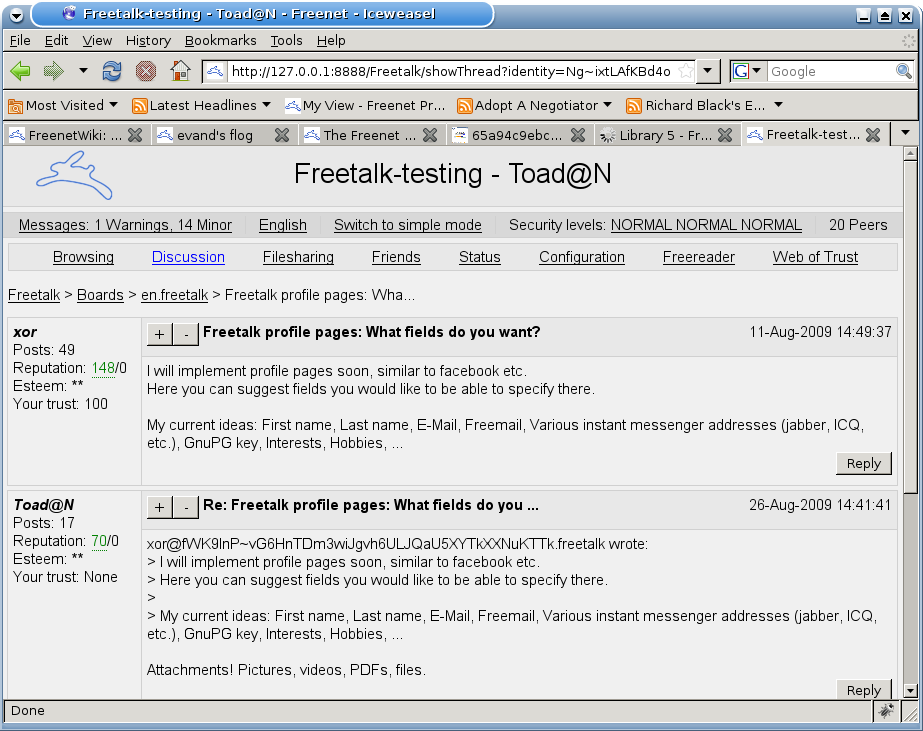 Freetalk-testing - Toad@N - Freenet - Iceweasel
File Edit View History Bookmarks Tools Help
http://127.0.0.1:8888/Freetalk/showThread?identity=Ng~ixtLAfKBd4o
G Google
Most Visited Latest Headlines My View - Freenet Pr... Adopt A Negotiator Richard Black's E...
FreenetWiki: ... evand's flog The Freenet ... 65a94c9ebc... Library 5 - Fr... Freetalk-test...
Freetalk-testing - Toad@N
Messages: 1 Warnings, 14 Minor English Switch to simple mode Security levels: NORMAL NORMAL NORMAL 20 Peers
Browsing Discussion Filesharing Friends Status Configuration Freereader Web of Trust
Freetalk > Boards > en.freetalk > Freetalk profile pages: Wha...
xor
Posts: 49
Reputation: 148/0
Esteem: **
Your trust: 100
+ - Freetalk profile pages: What fields do you want? 11-Aug-2009 14:49:37
I will implement profile pages soon, similar to facebook etc.
Here you can suggest fields you would like to be able to specify there.
My current ideas: First name, Last name, E-Mail, Freemail, Various instant messenger addresses (jabber, ICQ,
etc.), GnuPG key, Interests, Hobbies, ...
Reply
Toad@N
Posts: 17
Reputation: 70/0
Esteem: **
Your trust: None
+ - Re: Freetalk profile pages: What fields do you ... 26-Aug-2009 14:41:41
xor@fWK9lnP~vG6HnTDm3wiJgvh6ULJQaU5XYTkXXNuKTTk.freetalk wrote:
> I will implement profile pages soon, similar to facebook etc.
> Here you can suggest fields you would like to be able to specify there.
>
> My current ideas: First name, Last name, E-Mail, Freemail, Various instant messenger addresses (jabber, ICQ,
etc.), GnuPG key, Interests, Hobbies, ...
Attachments! Pictures, videos, PDFs, files.
Reply
Done